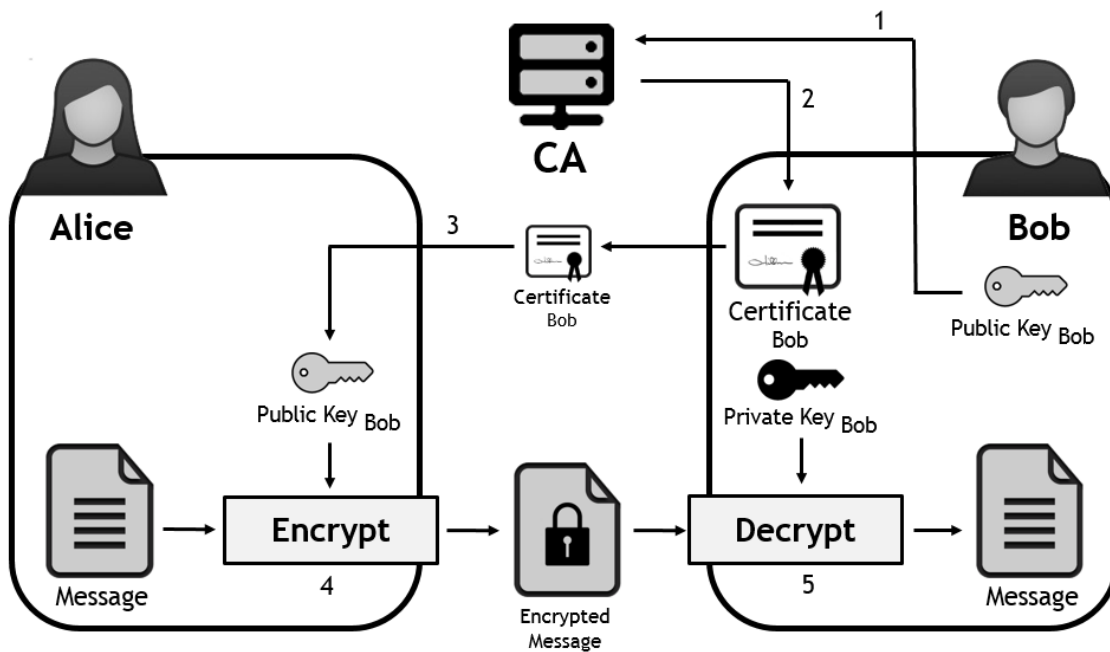 1
2
CA
Alice
Bob
3
Certificate
Bob
Certificate
Bob
Public Key Bob
Public Key Bob
Private Key Bob
Encrypt
Decrypt
4
5
Message
Encrypted
Message
Message